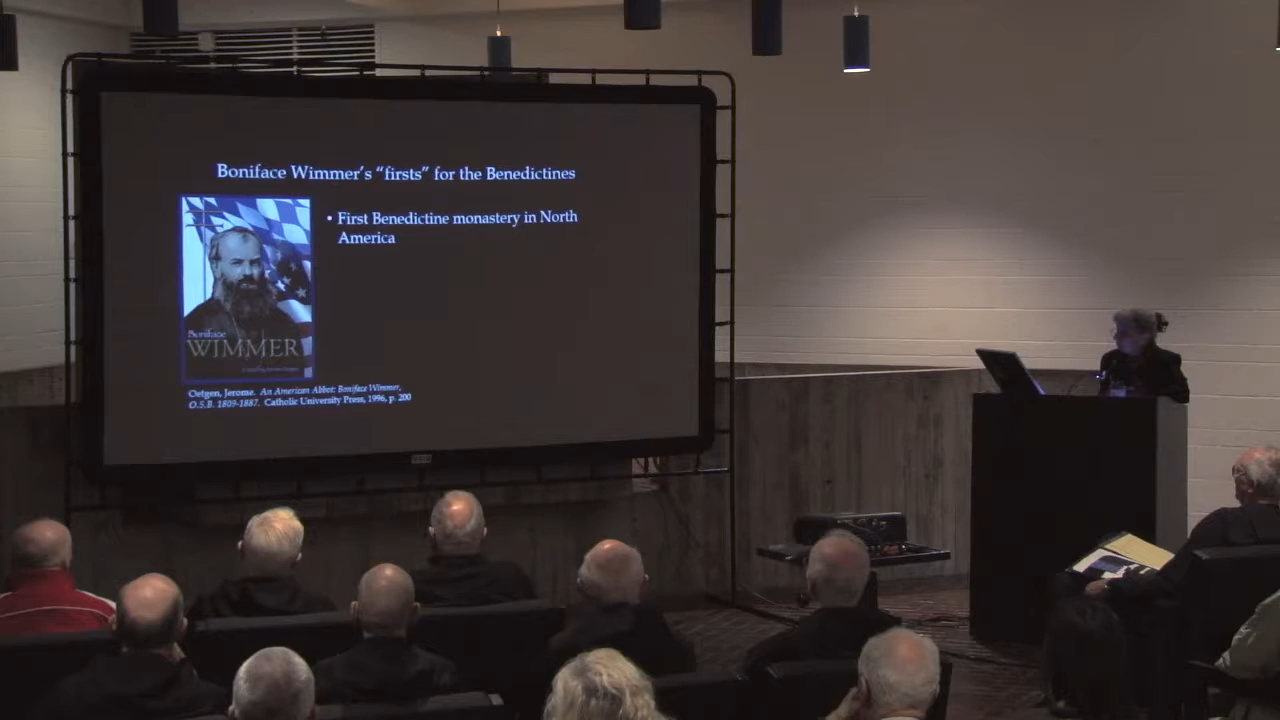 Boniface Wimmer's “firsts” for the Benedictines
• First Benedictine monastery in North
America
Boniface
WIMMER
Oetgen, Jerome. An American Abbot: Boniface Wimmer,
O.S.B. 1809-1887. Catholic University Press, 1996, p. 200